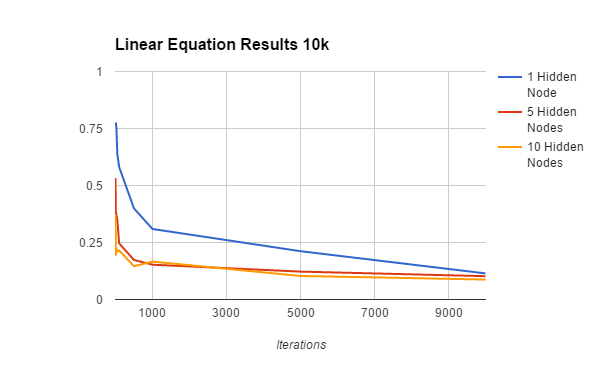 Linear Equation Results 10k
1
0.75
0.5
0.25
0
1000 3000 5000 7000 9000
Iterations
1 Hidden
Node
5 Hidden
Nodes
10 Hidden
Nodes